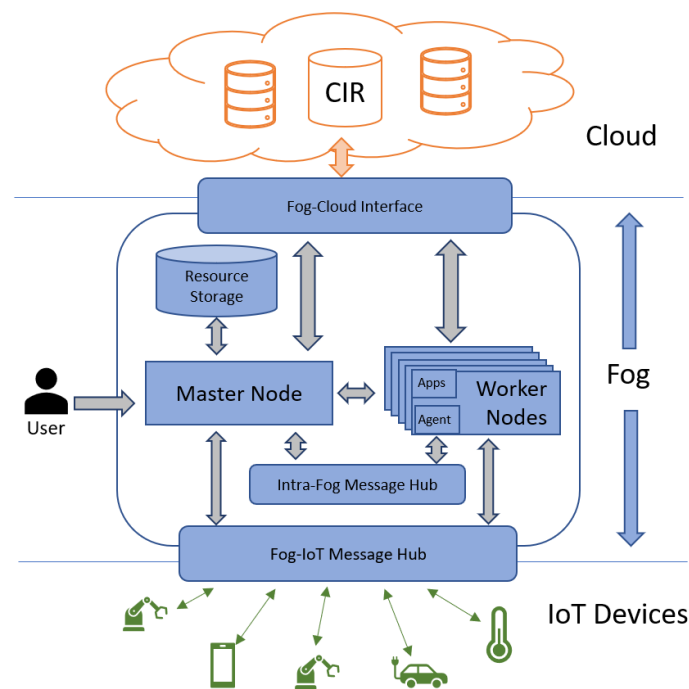 CIR
Cloud
Fog-Cloud Interface
Resource
Storage
Master Node
Apps
Agent
Worker
Nodes
Fog
User
Intra-Fog Message Hub
Fog-IoT Message Hub
IoT Devices